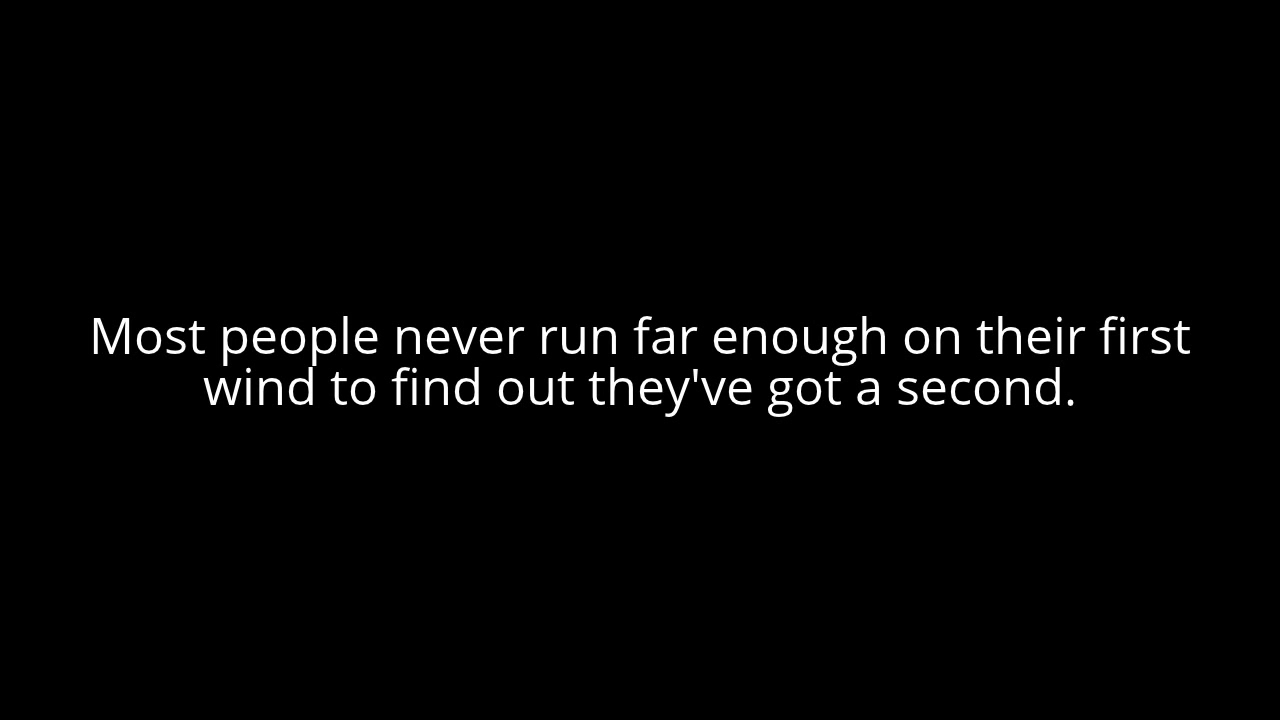 Most people never run far enough on their first
wind to find out they've got a second.